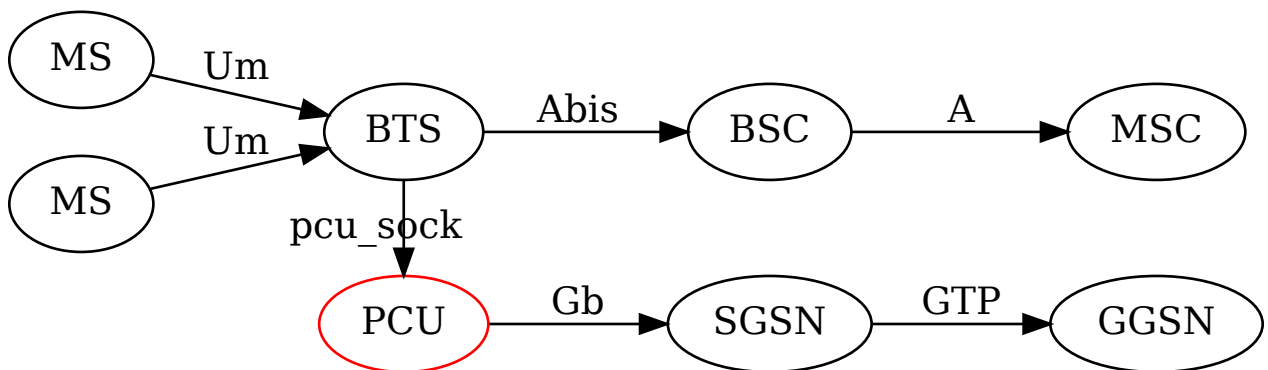 MS
Um
BTS
Abis
BSC
A
MSC
Um
MS
pcu_sock
PCU
Gb
SGSN
GTP
GGSN